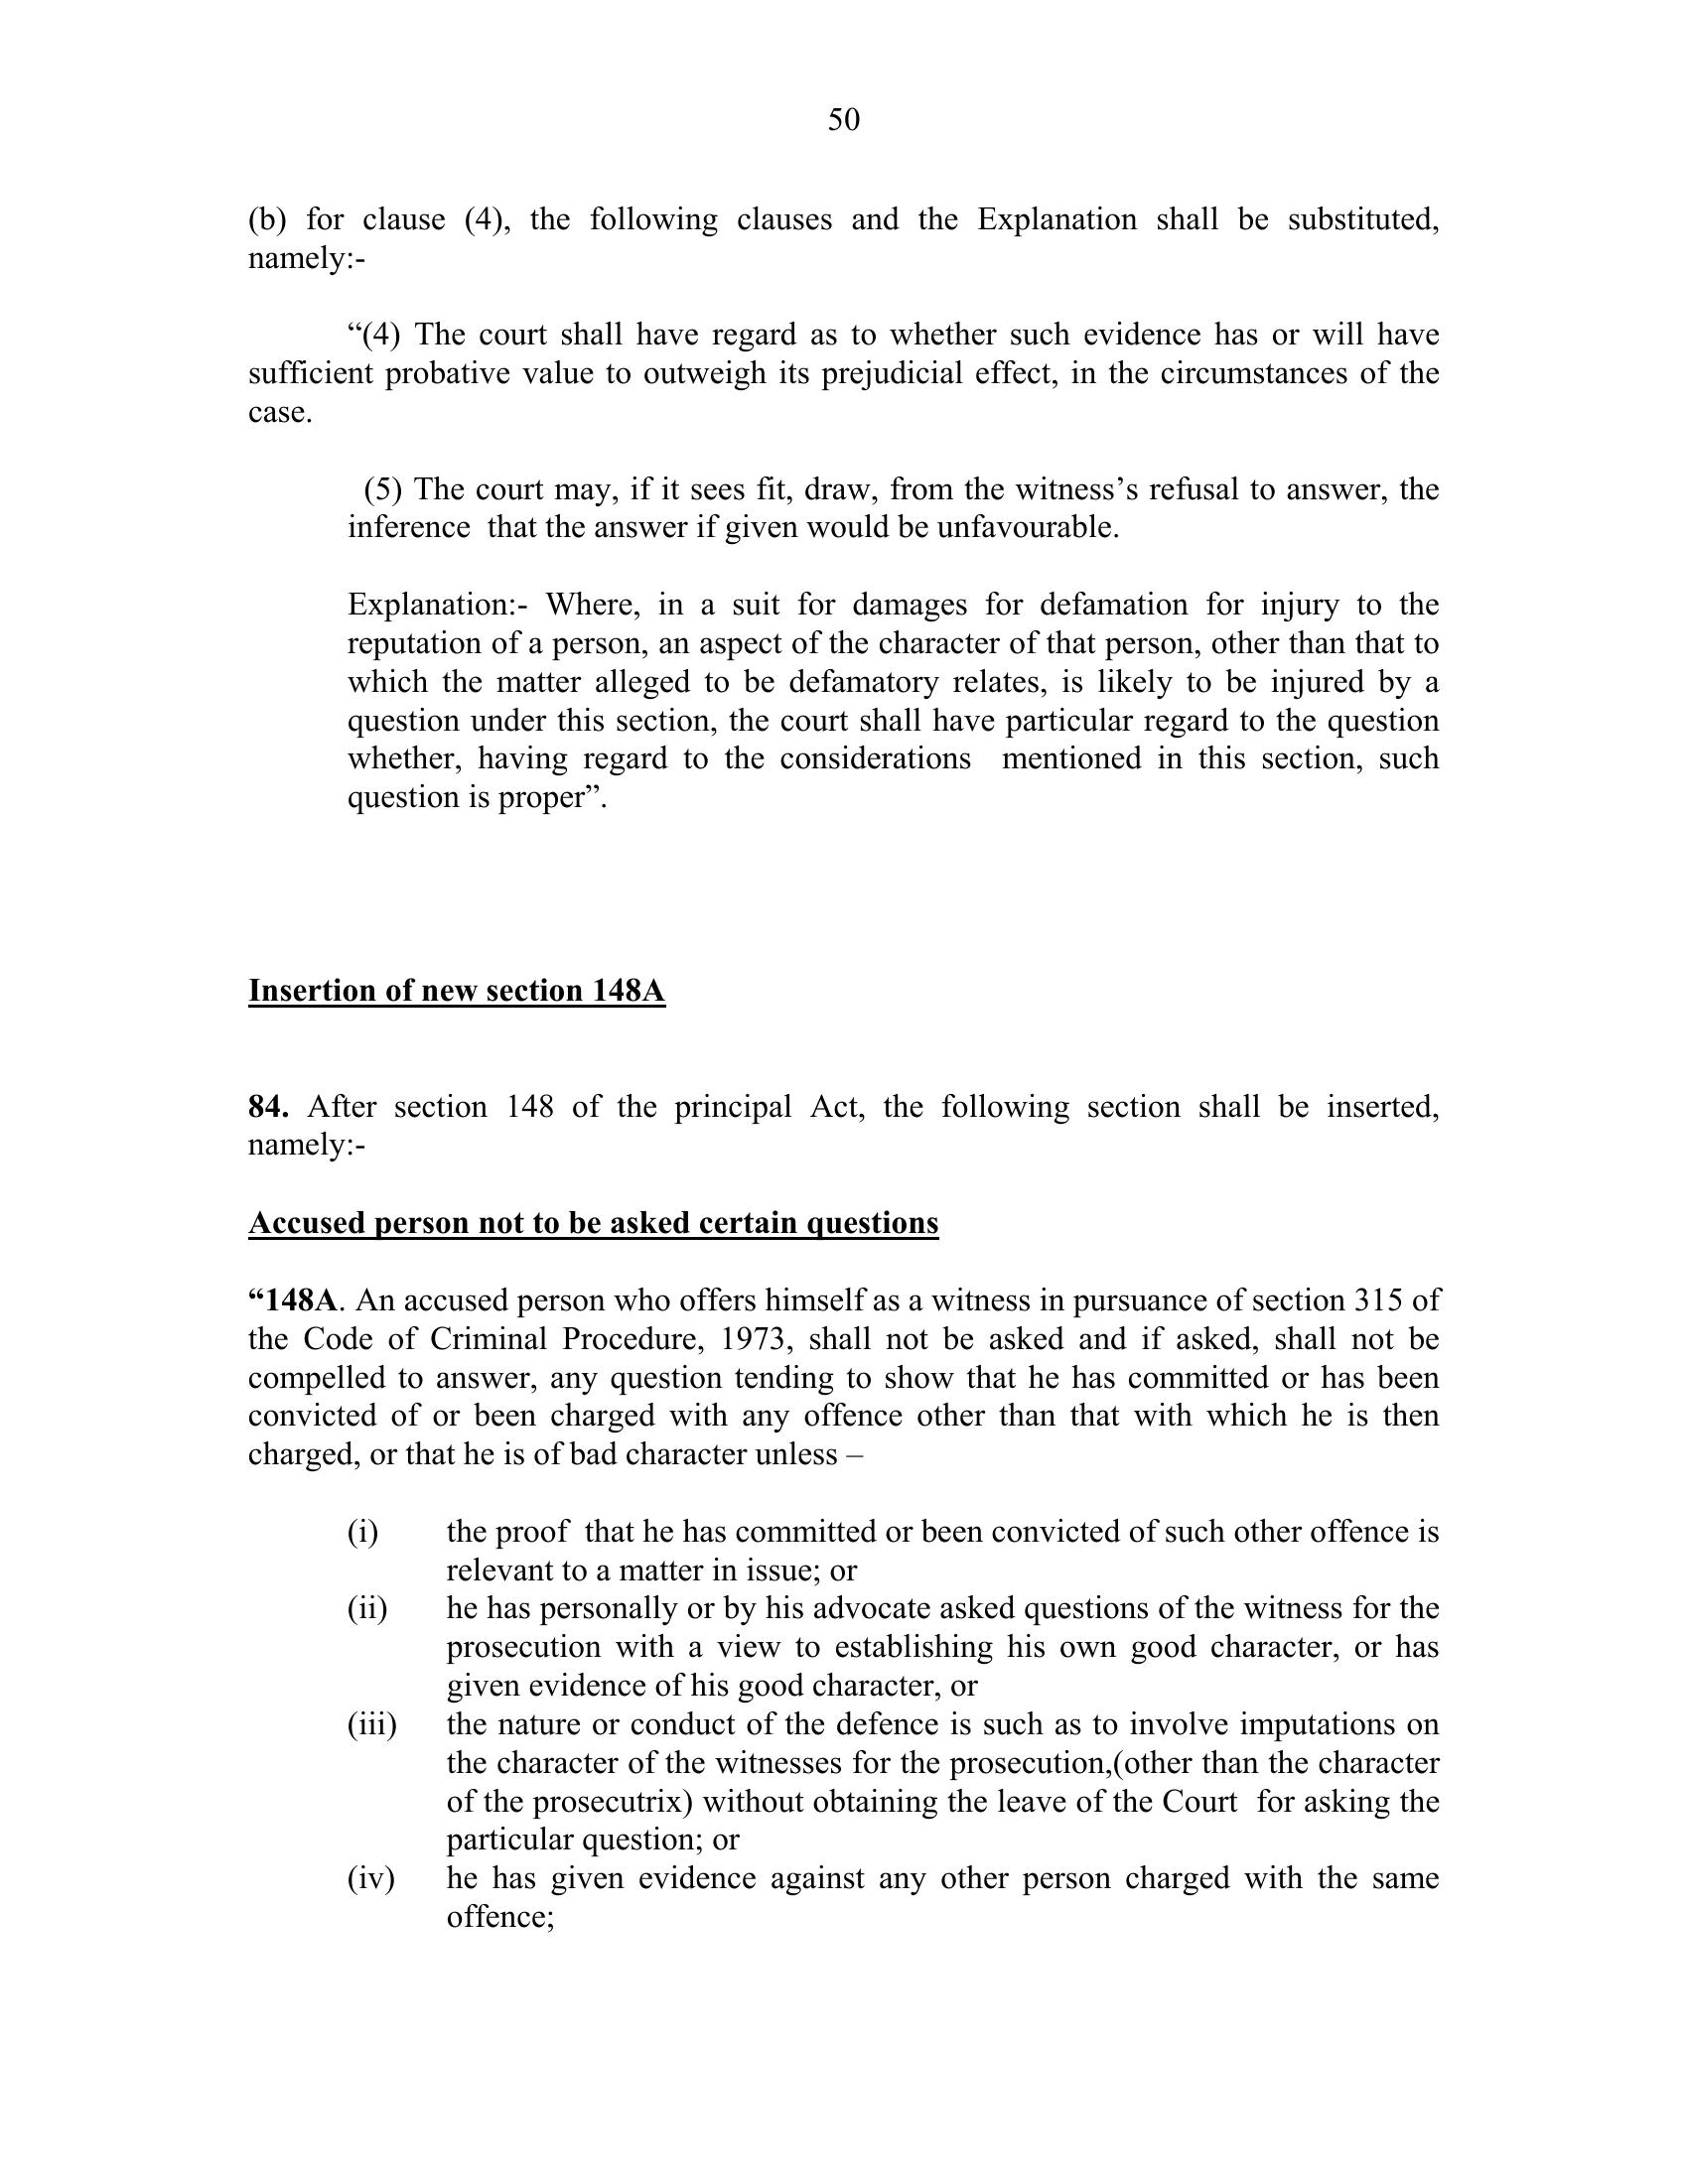 50
(b) for clause (4), the following clauses and the Explanation shall be substituted,
namely:-
“(4) The court shall have regard as to whether such evidence has or will have
sufficient probative value to outweigh its prejudicial effect, in the circumstances of the
case.
(5) The court may, if it sees fit, draw, from the witness’s refusal to answer, the
inference that the answer if given would be unfavourable.
Explanation:- Where, in a suit for damages for defamation for injury to the
reputation of a person, an aspect of the character of that person, other than that to
which the matter alleged to be defamatory relates, is likely to be injured by a
question under this section, the court shall have particular regard to the question
whether, having regard to the considerations mentioned in this section, such
question is proper”.
Insertion of new section 148A
84. After section 148 of the principal Act, the following section shall be inserted,
namely:-
Accused person not to be asked certain questions
“148A. An accused person who offers himself as a witness in pursuance of section 315 of
the Code of Criminal Procedure, 1973, shall not be asked and if asked, shall not be
compelled to answer, any question tending to show that he has committed or has been
convicted of or been charged with any offence other than that with which he is then
charged, or that he is of bad character unless –
(i) the proof that he has committed or been convicted of such other offence is
relevant to a matter in issue; or
(ii) he has personally or by his advocate asked questions of the witness for the
prosecution with a view to establishing his own good character, or has
given evidence of his good character, or
(iii) the nature or conduct of the defence is such as to involve imputations on
the character of the witnesses for the prosecution,(other than the character
of the prosecutrix) without obtaining the leave of the Court for asking the
particular question; or
(iv) he has given evidence against any other person charged with the same
offence;